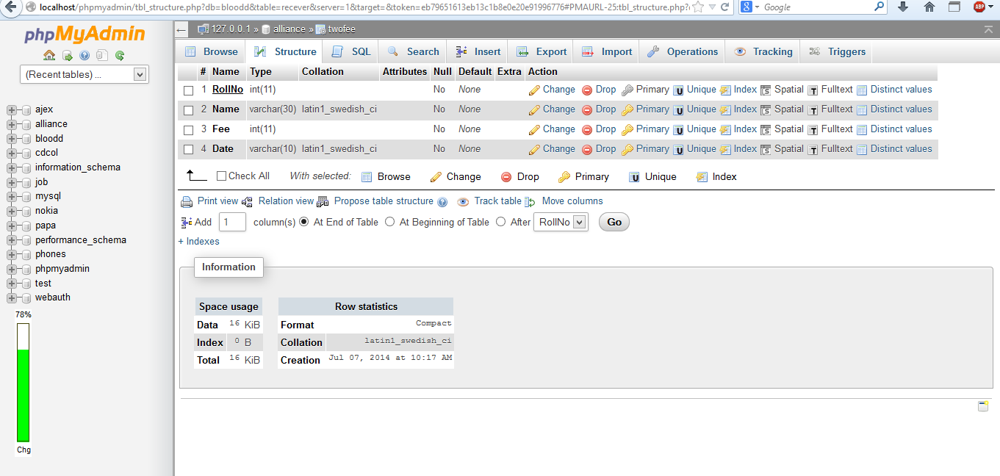 localhost/phpmyadmin/tbl_structure.php?db=bloodd&table=recever&server=1&target=&token=eb79651613eb13c1b8e0e20e91996776#PMAURL-25:tbl_structure.php?
Google
ABP
phpMyAdmin
(Recent tables) ...
ajex
alliance
bloodd
cdcol
information_schema
job
mysql
nokia
papa
performance_schema
phones
phpmyadmin
test
webauth
78%
Chg
127.0.0.1 » alliance » twofee
Browse Structure SQL Search Insert Export Import Operations Tracking Triggers
# Name Type Collation Attributes Null Default Extra Action
1 RollNo int(11) No None Change Drop Primary Unique Index Spatial Fulltext Distinct values
2 Name varchar(30) latin1_swedish_ci No None Change Drop Primary Unique Index Spatial Fulltext Distinct values
3 Fee int(11) No None Change Drop Primary Unique Index Spatial Fulltext Distinct values
4 Date varchar(10) latin1_swedish_ci No None Change Drop Primary Unique Index Spatial Fulltext Distinct values
Check All With selected: Browse Change Drop Primary Unique Index
Print view Relation view Propose table structure Track table Move columns
Add 1 column(s) At End of Table At Beginning of Table After RollNo Go
+ Indexes
Information
Space usage
Data 16 KiB
Index 0 B
Total 16 KiB
Row statistics
Format Compact
Collation latin1_swedish_ci
Creation Jul 07, 2014 at 10:17 AM